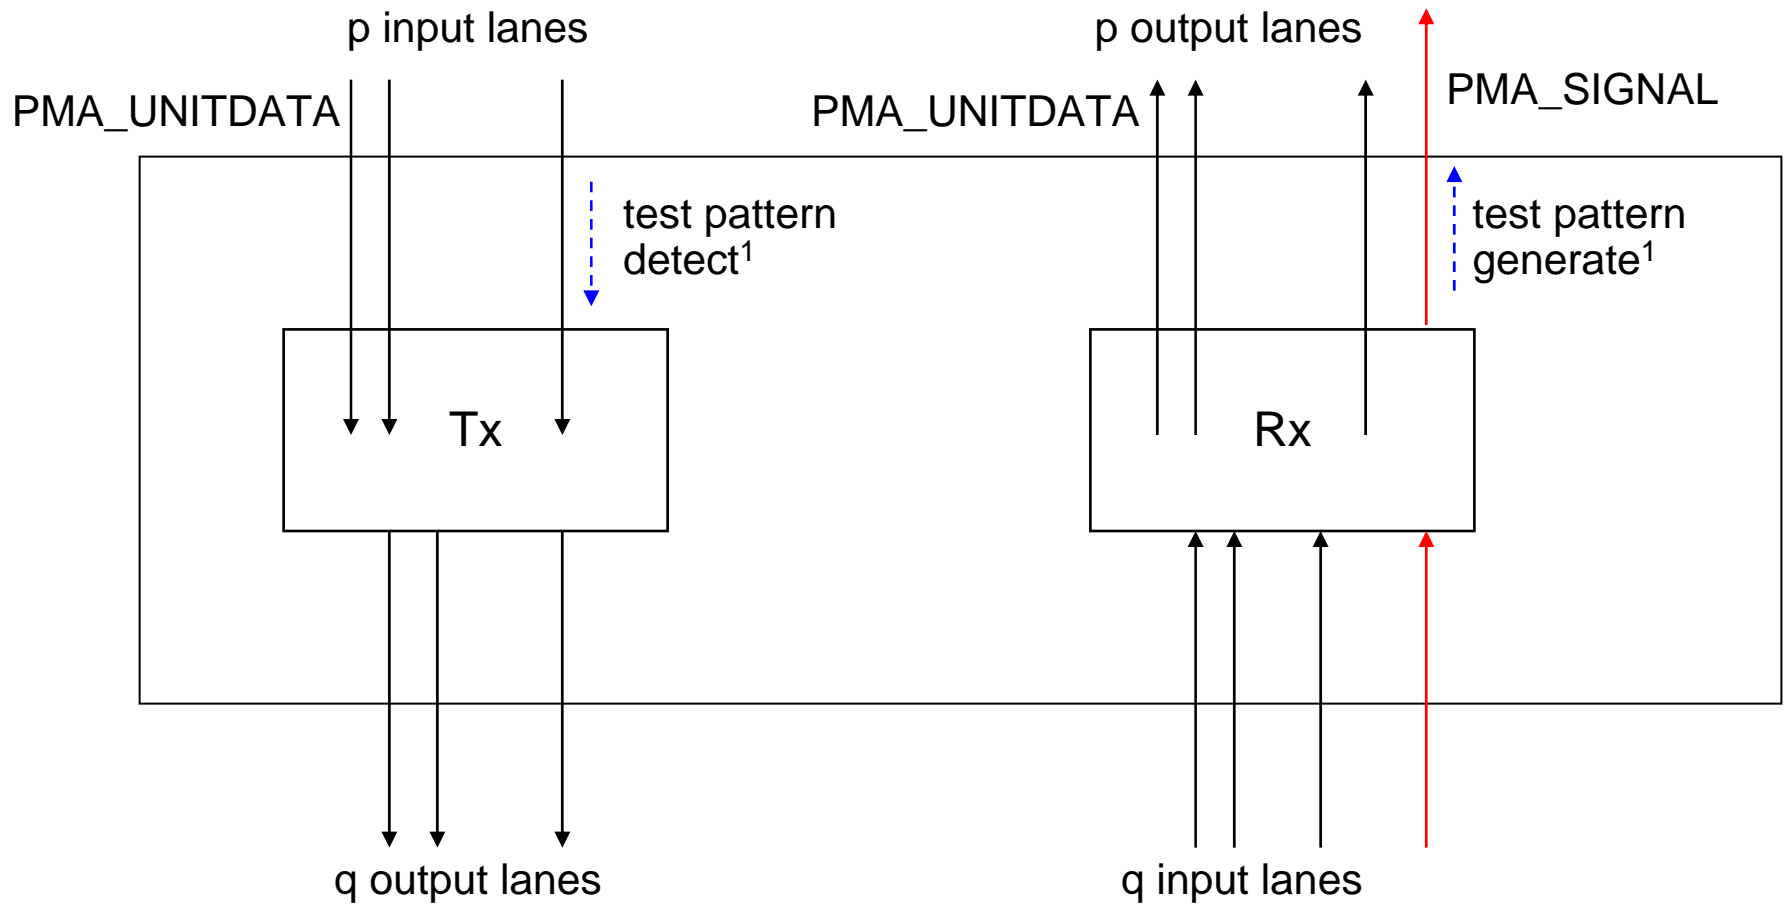 p input lanes
p output lanes
PMA_UNITDATA
PMA_UNITDATA
PMA_SIGNAL
test pattern
detect¹
test pattern
generate¹
Tx
Rx
q output lanes
q input lanes